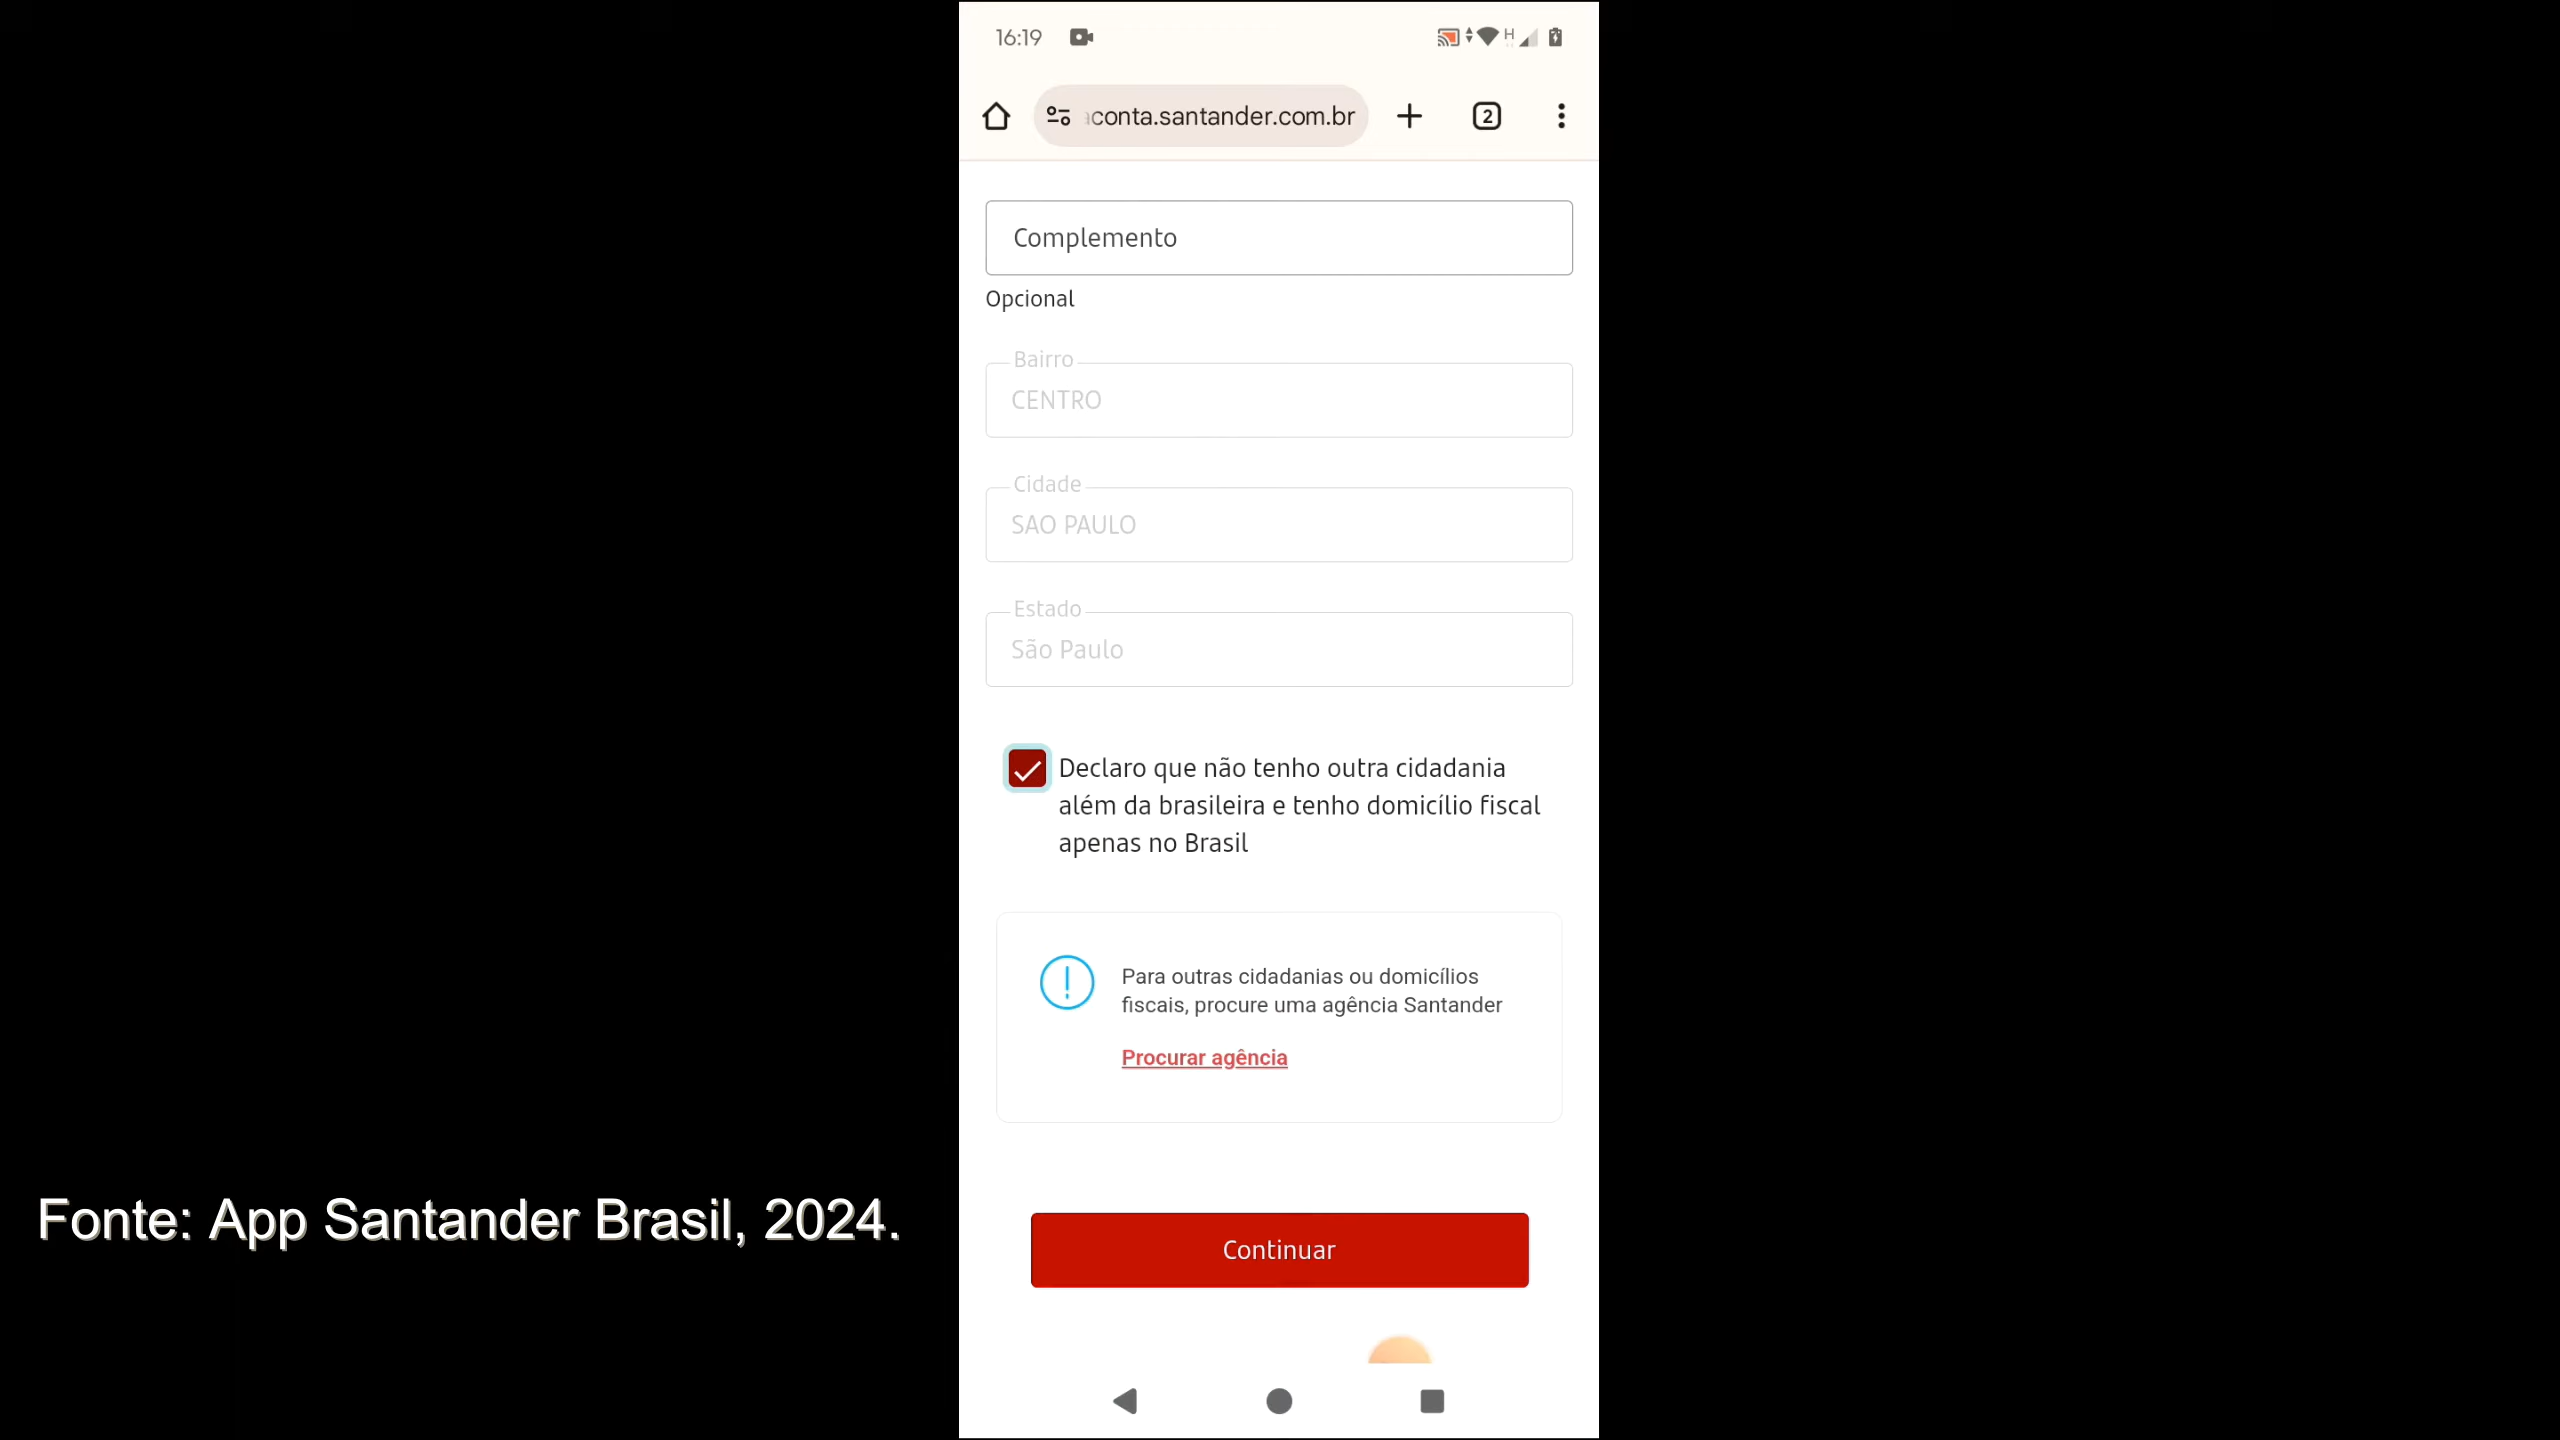 16:19
H
conta.santander.com.br
2
Complemento
Opcional
Bairro
CENTRO
Cidade
SAO PAULO
Estado
São Paulo
Declaro que não tenho outra cidadania
além da brasileira e tenho domicílio fiscal
apenas no Brasil
Para outras cidadanias ou domicílios
fiscais, procure uma agência Santander
Procurar agência
Fonte: App Santander Brasil, 2024.
Continuar